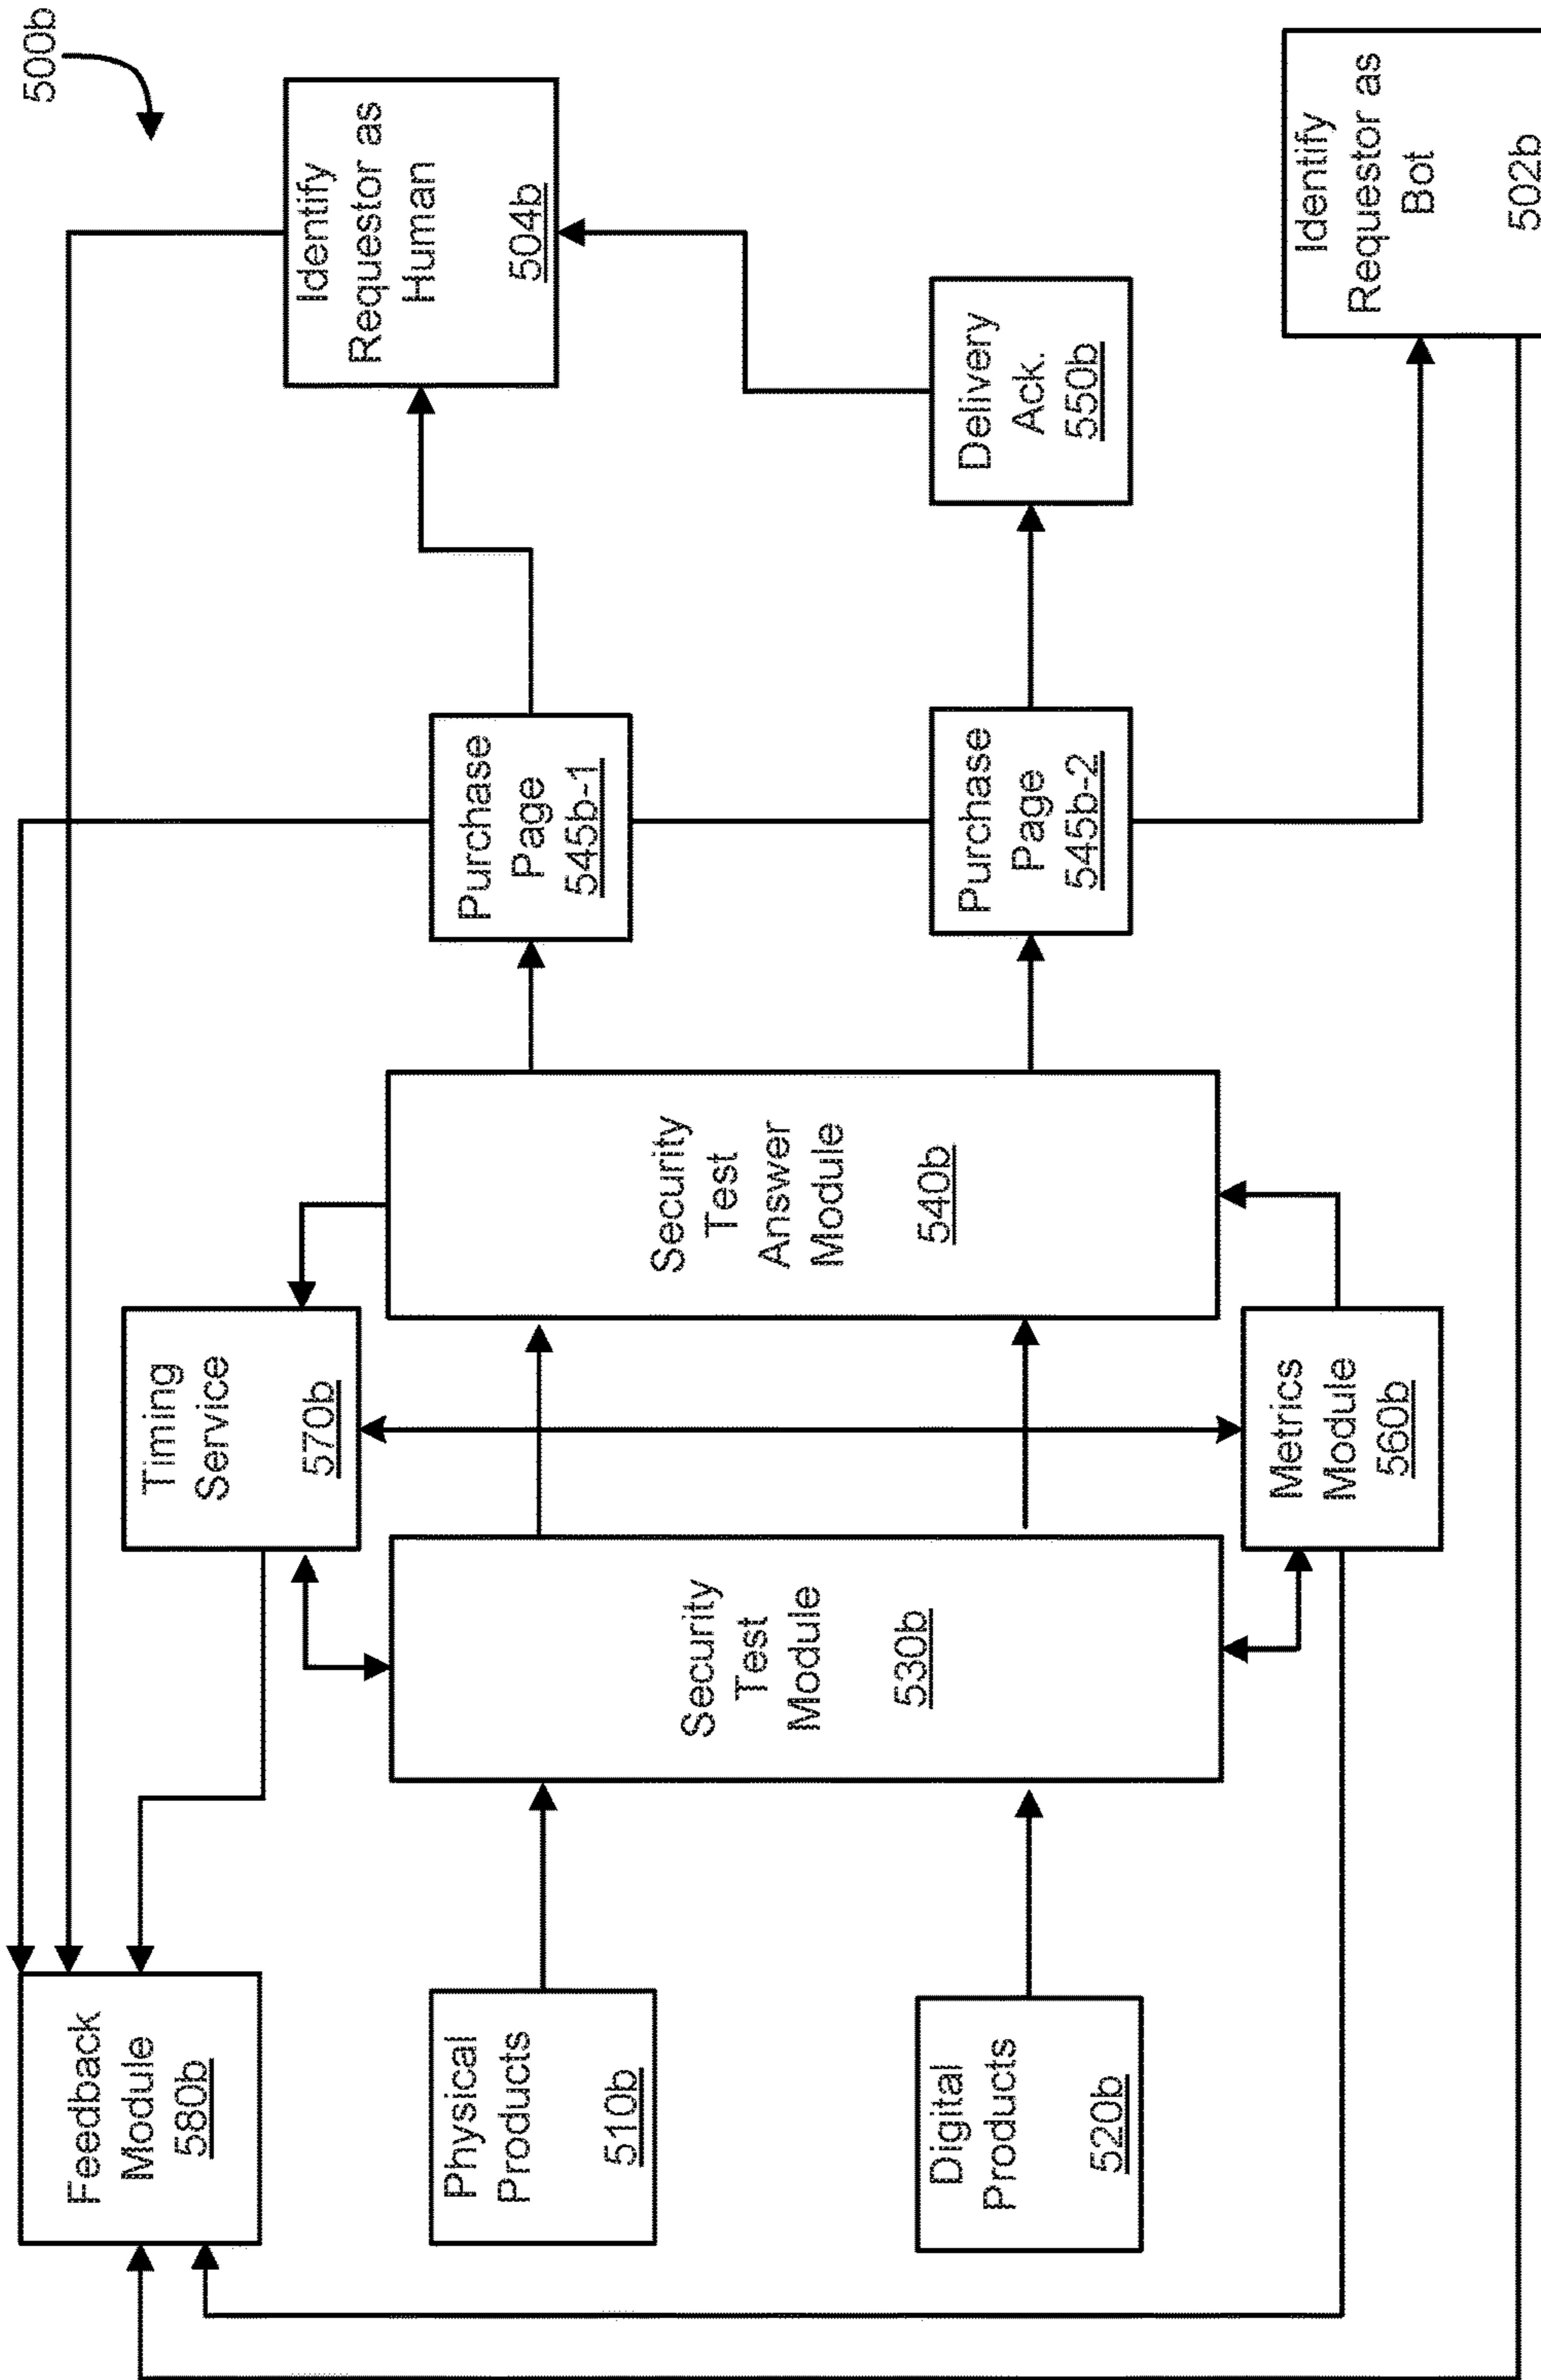 500b
Feedback
Module
580b
Timing
Service
570b
Identify
Requestor as
Human
504b
Physical
Products
510b
Security
Test
Module
530b
Security
Test
Answer
Module
540b
Purchase
Page
545b-1
Digital
Products
520b
Purchase
Page
545b-2
Delivery
Ack.
550b
Metrics
Module
560b
Identify
Requestor as
Bot
502b